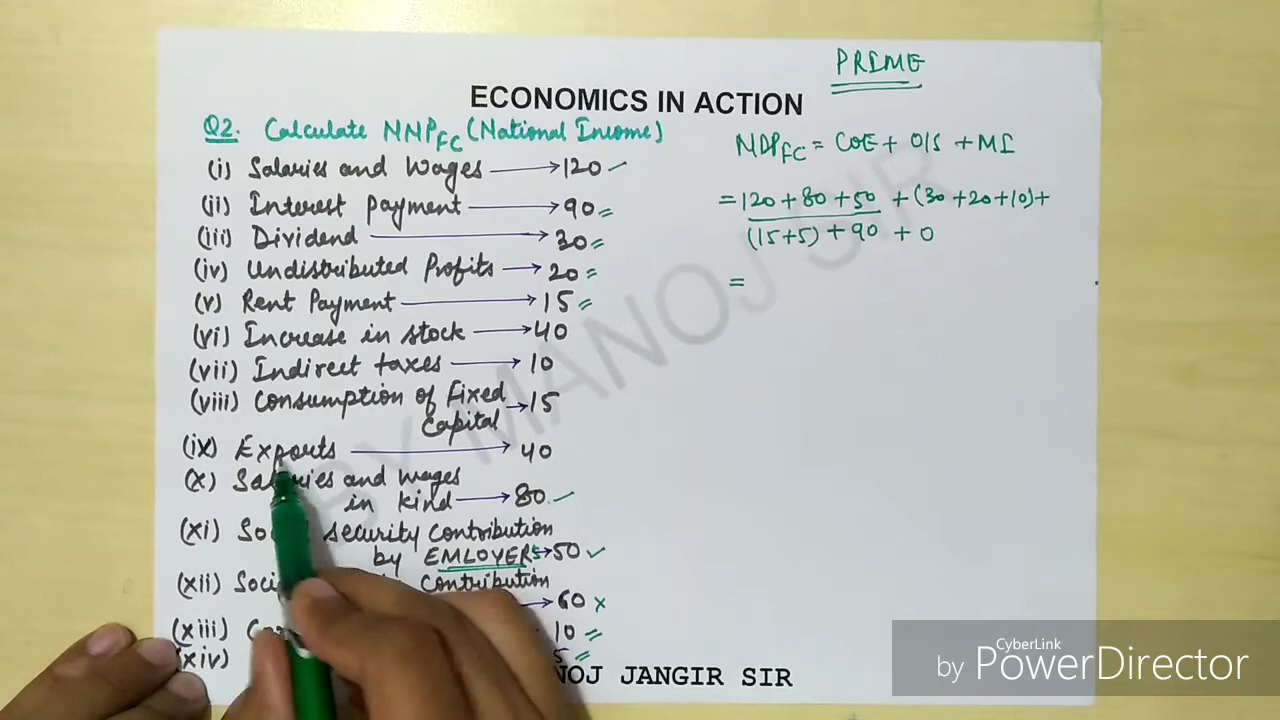 PRIME
ECONOMICS IN ACTION
Q2. Calculate NNPFC (National Income)
(i) Salaries and Wages → 120
(ii) Interest payment → 90
(iii) Dividend → 30
(iv) Undistributed Profits → 20
(v) Rent Payment → 15
(vi) Increase in stock → 40
(vii) Indirect taxes → 10
(viii) Consumption of Fixed
Capital → 15
(ix) Exports → 40
(x) Salaries and wages
in kind → 80
(xi) security contribution
by EMLOYERS → 50
(xii) contribution
→ 60 x
(xiii) 10
(xiv) 5
NDPFC = COE + O/S + MI
= 120 + 80 + 50 + (30 + 20 + 10) +
(15 + 5) + 90 + 0
=
BY MANOJ SIR
NOJ JANGIR SIR
CyberLink
by PowerDirector